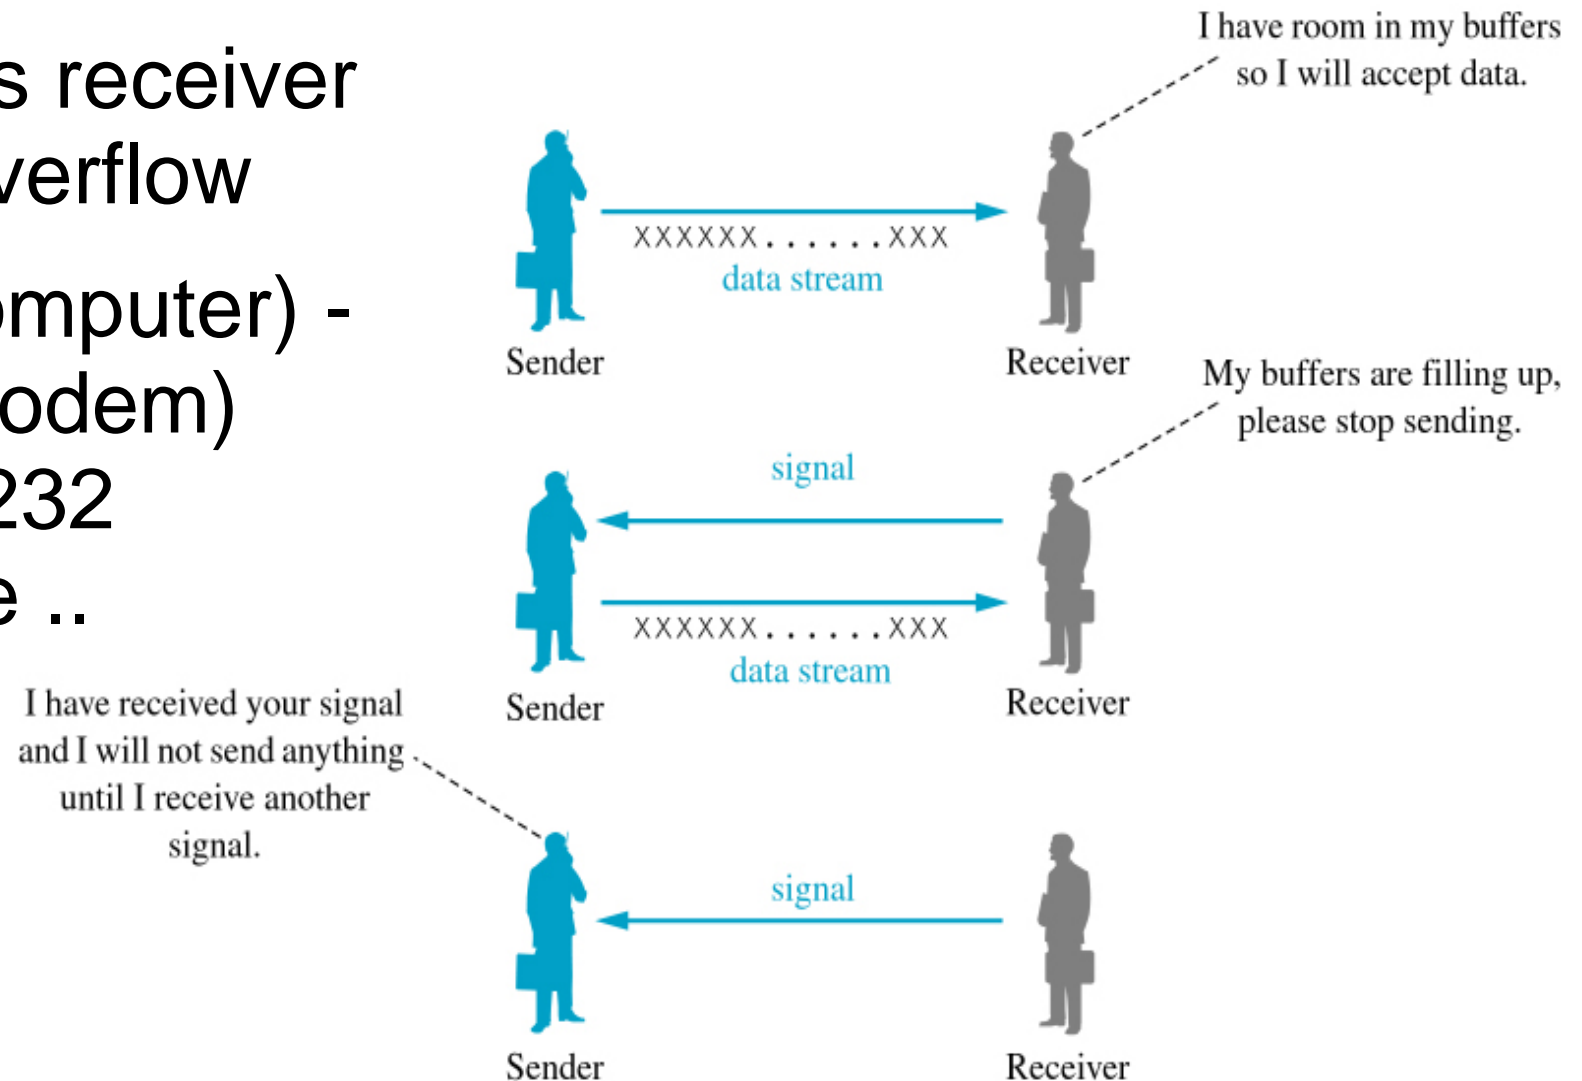 s receiver
verflow
omputer) -
odem)
232
e ..
I have room in my buffers
so I will accept data.
XXXXXX......XXX
data stream
Sender
Receiver
My buffers are filling up,
please stop sending.
signal
XXXXXX......XXX
data stream
Sender
Receiver
I have received your signal
and I will not send anything
until I receive another
signal.
signal
Sender
Receiver